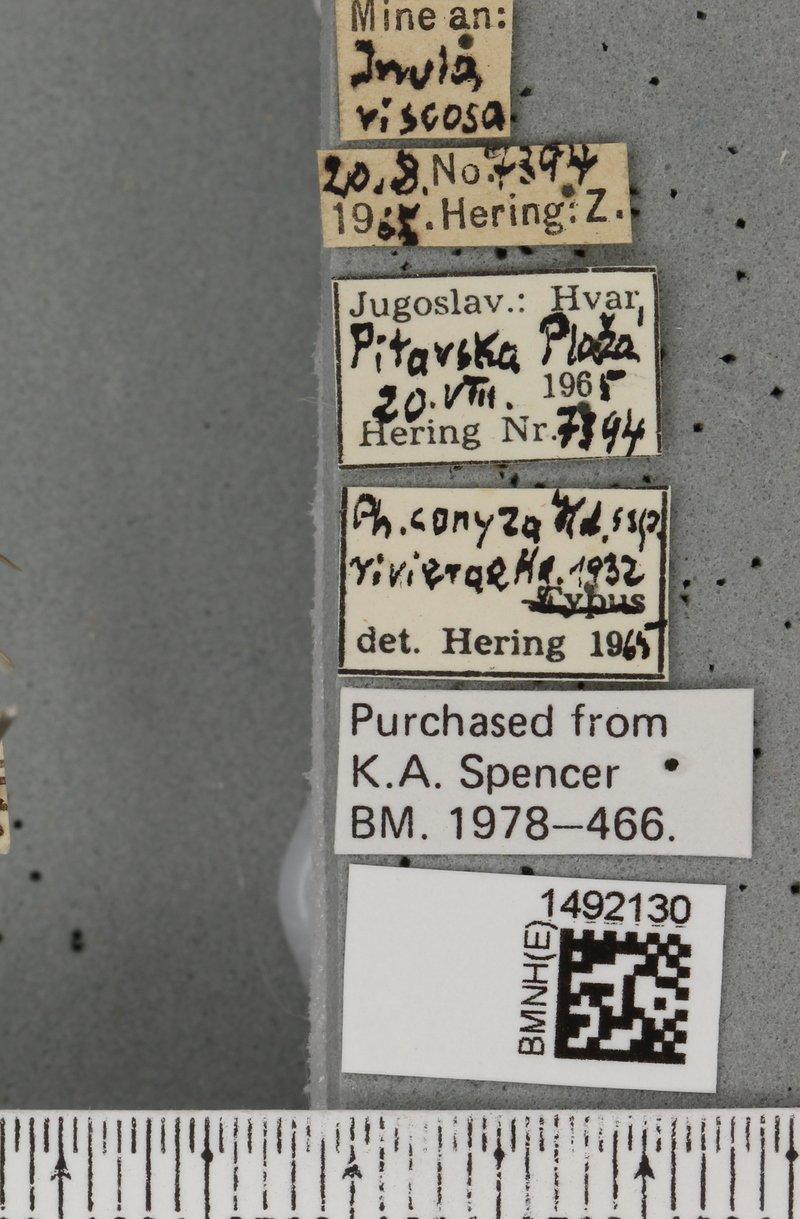 Mine an:
Inula
viscosa
20.8. No. 7394
1965. Hering: Z.
Jugoslav.: Hvar,
Pitavska Plaža
20.VIII. 1965
Hering Nr. 7394
Ph. conyza Hd. ssp.
rivierae Hg. 1932
Typus
det. Hering 1965
Purchased from
K.A. Spencer
BM. 1978–466.
1492130
BMNH(E)